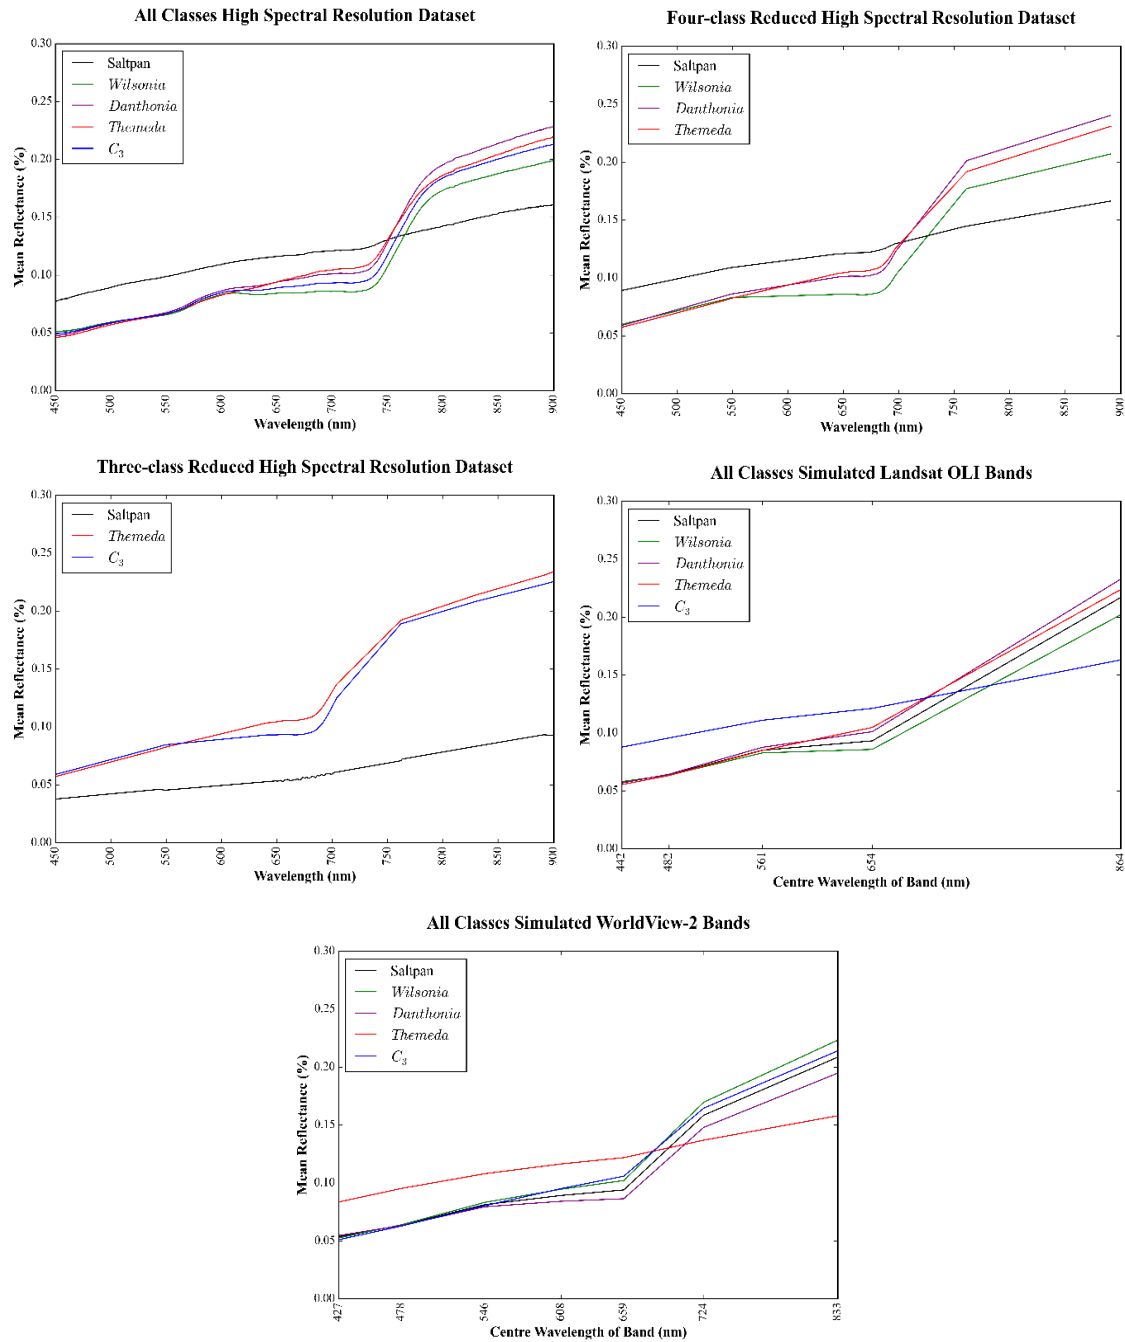 All Classes High Spectral Resolution Dataset
0.30
0.25
0.20
0.15
0.10
0.05
0.00
Mean Reflectance (%)
Saltpan
Wilsonia
Danthonia
Themeda
C3
450
500
550
600
650
700
750
800
850
900
Wavelength (nm)
Four-class Reduced High Spectral Resolution Dataset
0.30
0.25
0.20
0.15
0.10
0.05
0.00
Mean Reflectance (%)
Saltpan
Wilsonia
Danthonia
Themeda
450
500
550
600
650
700
750
800
850
900
Wavelength (nm)
Three-class Reduced High Spectral Resolution Dataset
0.30
0.25
0.20
0.15
0.10
0.05
0.00
Mean Reflectance (%)
Saltpan
Themeda
C3
450
500
550
600
650
700
750
800
850
900
Wavelength (nm)
All Classes Simulated Landsat OLI Bands
0.30
0.25
0.20
0.15
0.10
0.05
0.00
Mean Reflectance (%)
Saltpan
Wilsonia
Danthonia
Themeda
C3
442
482
561
654
864
Centre Wavelength of Band (nm)
All Classes Simulated WorldView-2 Bands
0.30
0.25
0.20
0.15
0.10
0.05
0.00
Mean Reflectance (%)
Saltpan
Wilsonia
Danthonia
Themeda
C3
427
478
546
608
659
724
833
Centre Wavelength of Band (nm)